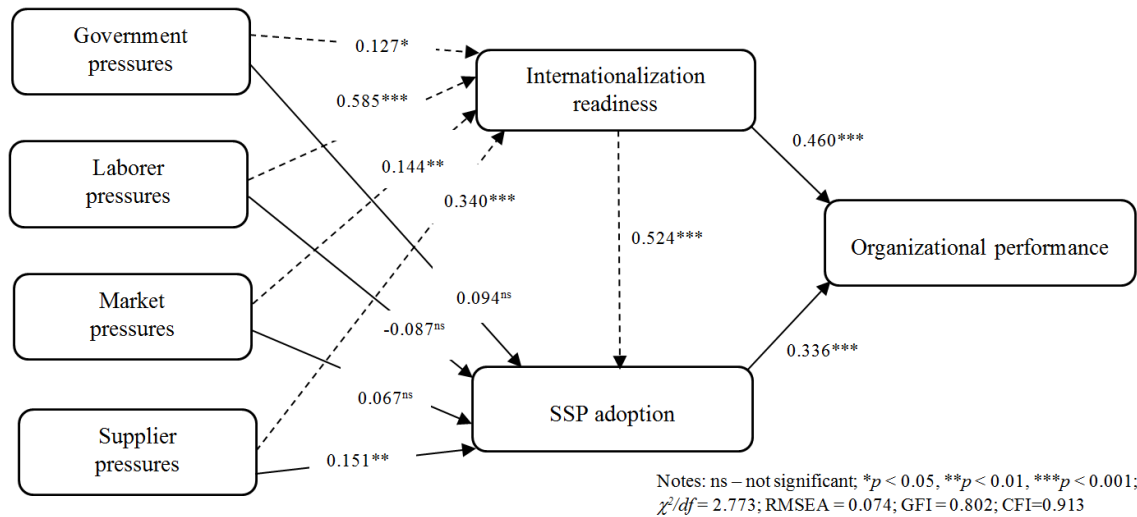 Government
pressures
Laborer
pressures
Market
pressures
Supplier
pressures
0.127*
0.585***
0.144**
0.340***
0.094ns
-0.087ns
0.067ns
0.151**
Internationalization
readiness
0.524***
SSP adoption
0.460***
0.336***
Organizational performance
Notes: ns – not significant; *p < 0.05, **p < 0.01, ***p < 0.001;
χ²/df = 2.773; RMSEA = 0.074; GFI = 0.802; CFI=0.913